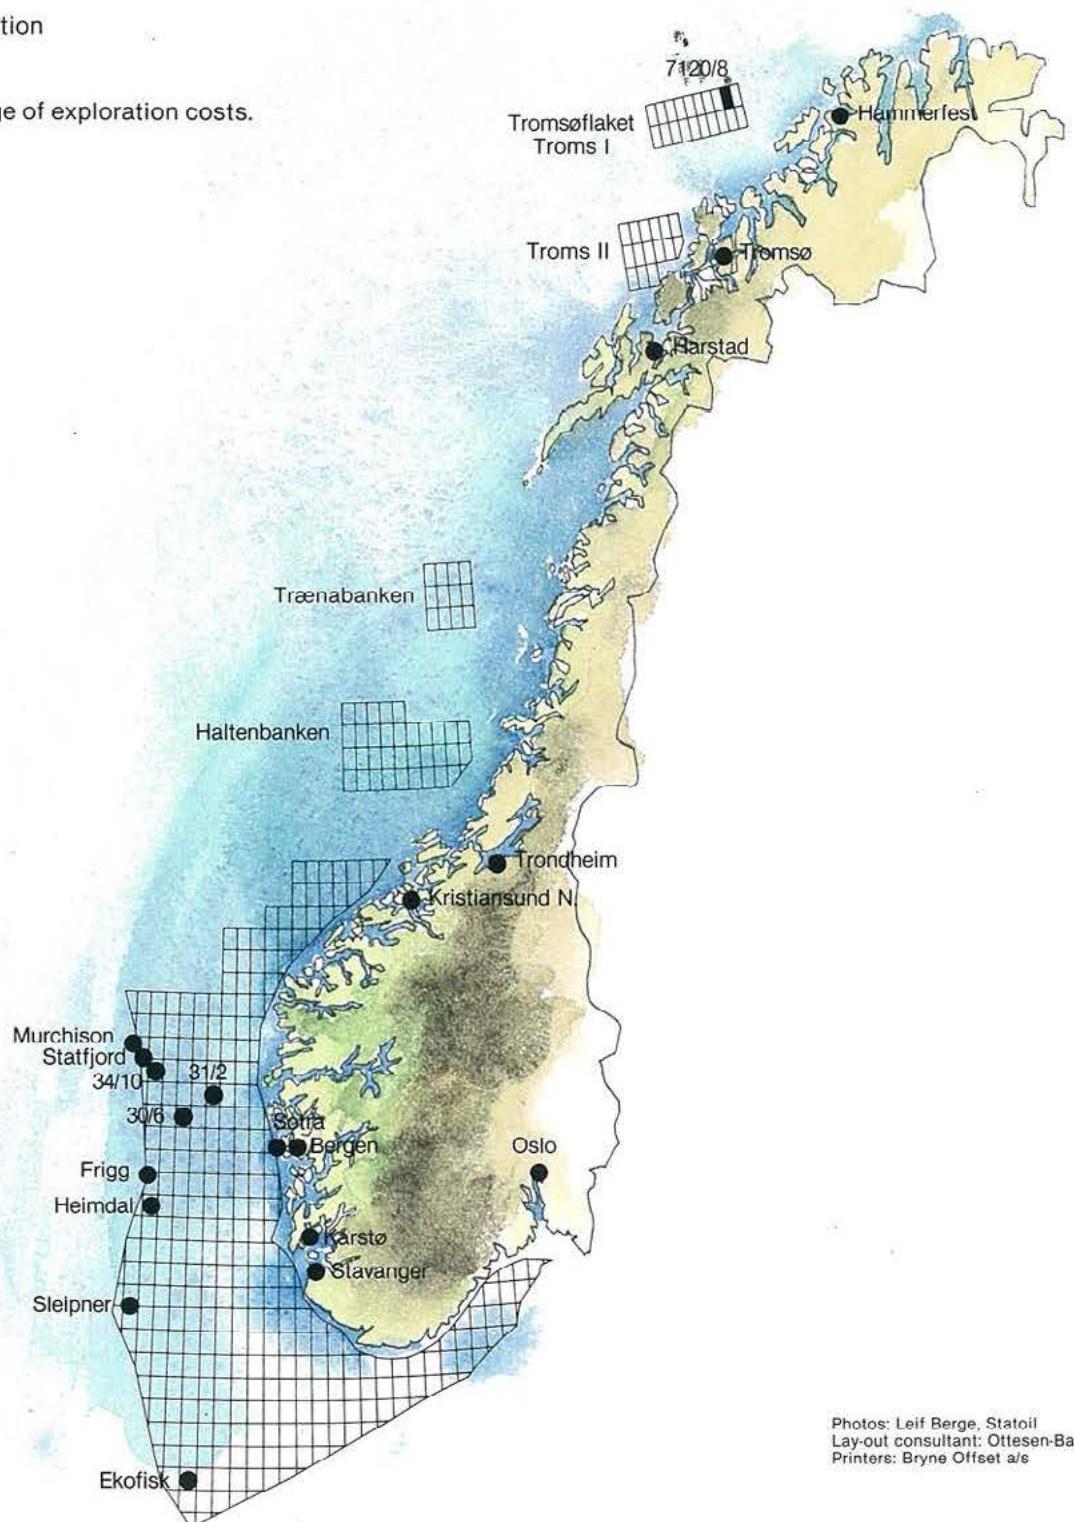 tion
ge of exploration costs.
7120/8
Tromsøflaket
Troms I
Hammerfest
Troms II
Tromsø
Harstad
Trænabanken
Haltenbanken
Trondheim
Kristiansund N.
Murchison
Statfjord
34/10
31/2
30/6
Sotra
Bergen
Oslo
Frigg
Heimdal
Kårstø
Stavanger
Sleipner
Ekofisk
Photos: Leif Berge, Statoil
Lay-out consultant: Ottesen-Ba
Printers: Bryne Offset a/s